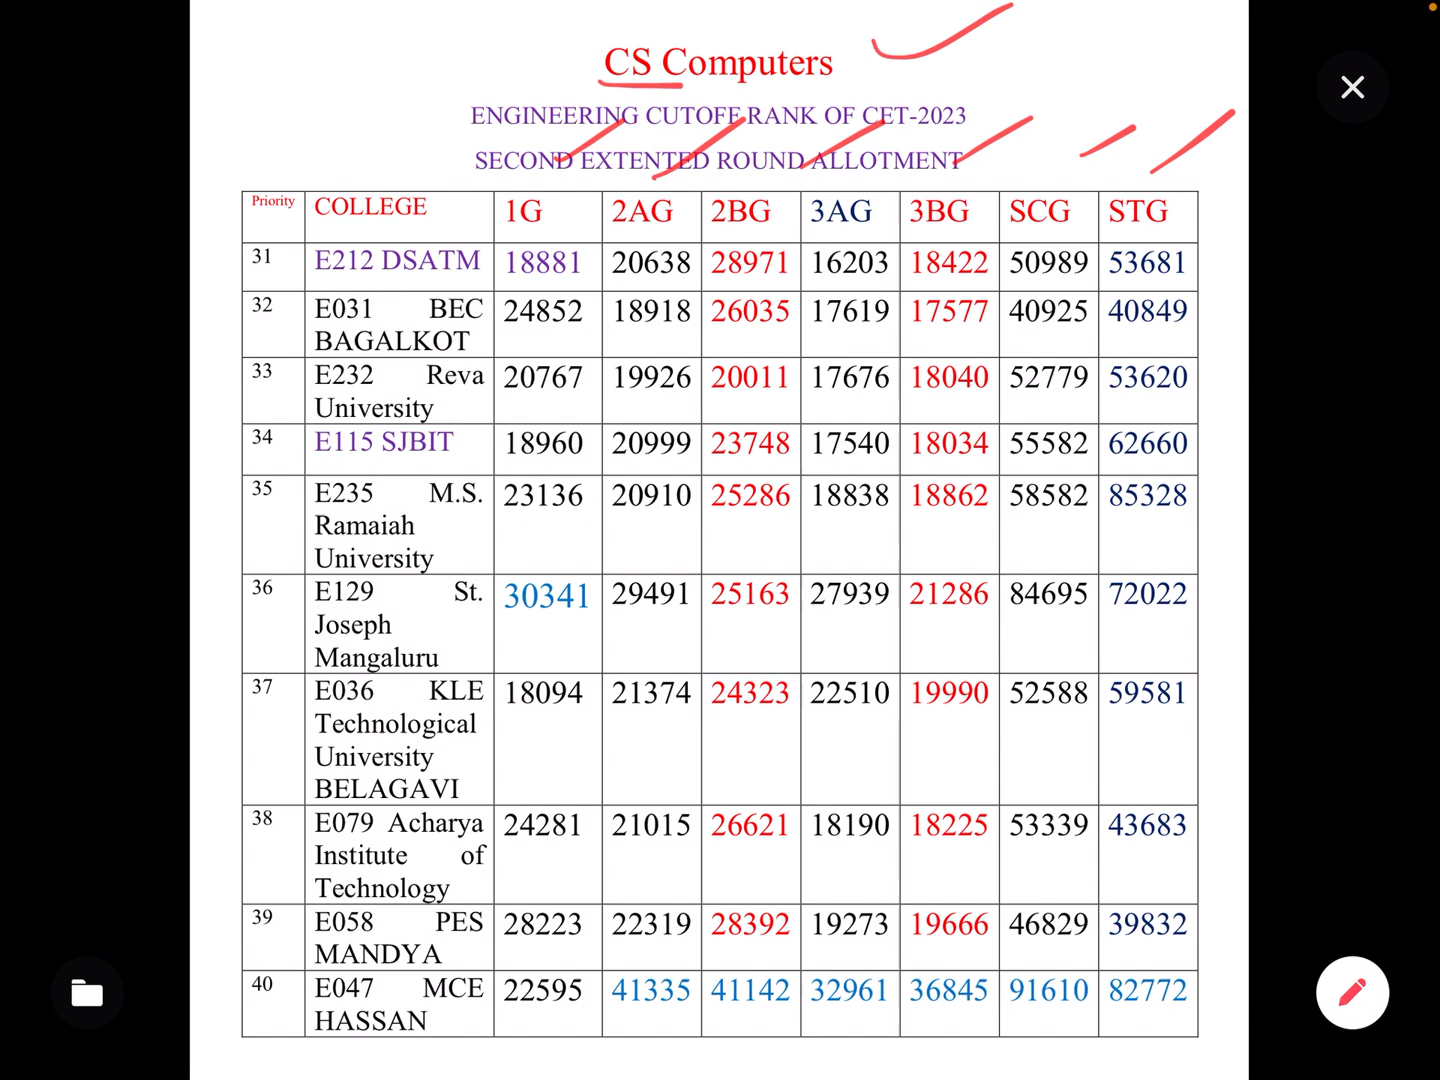 CS Computers
ENGINEERING CUTOFF RANK OF CET-2023
SECOND EXTENTED ROUND ALLOTMENT
Priority COLLEGE 1G 2AG 2BG 3AG 3BG SCG STG
31 E212 DSATM 18881 20638 28971 16203 18422 50989 53681
32 E031 BEC 24852 18918 26035 17619 17577 40925 40849
BAGALKOT
33 E232 Reva 20767 19926 20011 17676 18040 52779 53620
University
34 E115 SJBIT 18960 20999 23748 17540 18034 55582 62660
35 E235 M.S. 23136 20910 25286 18838 18862 58582 85328
Ramaiah
University
36 E129 St. 30341 29491 25163 27939 21286 84695 72022
Joseph
Mangaluru
37 E036 KLE 18094 21374 24323 22510 19990 52588 59581
Technological
University
BELAGAVI
38 E079 Acharya 24281 21015 26621 18190 18225 53339 43683
Institute of
Technology
39 E058 PES 28223 22319 28392 19273 19666 46829 39832
MANDYA
40 E047 MCE 22595 41335 41142 32961 36845 91610 82772
HASSAN